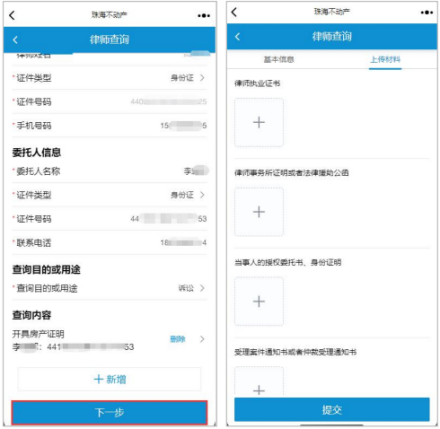 珠海不动产
律师查询
律师姓名
*证件类型 身份证
*证件号码 440 25
*手机号码 15 5
委托人信息
*委托人名称 李
*证件类型 身份证
*证件号码 44 53
*联系电话 18 4
查询目的或用途
*查询目的或用途 诉讼
查询内容
开具房产证明
李 : 441 53 删除
+ 新增
下一步
珠海不动产
律师查询
基本信息 上传材料
律师执业证书
律师事务所证明或者法律援助公函
当事人的授权委托书、身份证明
受理案件通知书或者仲裁受理通知书
提交